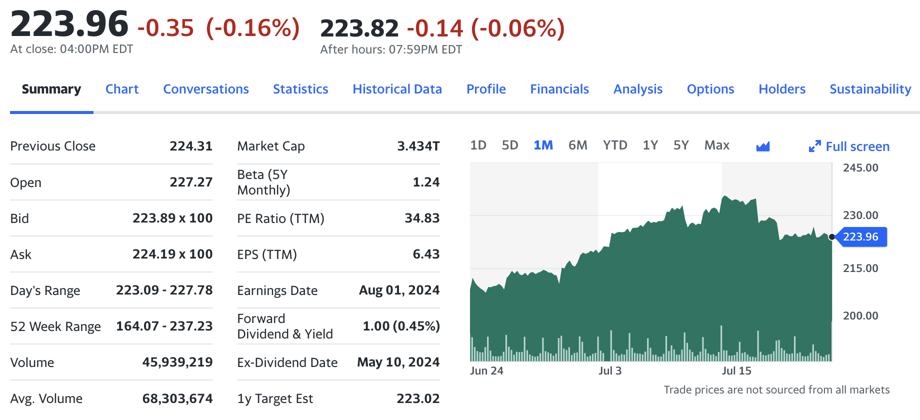 223.96 -0.35 (-0.16%) 223.82 -0.14 (-0.06%)
At close: 04:00PM EDT After hours: 07:59PM EDT
Summary Chart Conversations Statistics Historical Data Profile Financials Analysis Options Holders Sustainability
Previous Close 224.31
Open 227.27
Bid 223.89 x 100
Ask 224.19 x 100
Day's Range 223.09 - 227.78
52 Week Range 164.07 - 237.23
Volume 45,939,219
Avg. Volume 68,303,674
Market Cap 3.434T
Beta (5Y
Monthly) 1.24
PE Ratio (TTM) 34.83
EPS (TTM) 6.43
Earnings Date Aug 01, 2024
Forward
Dividend & Yield 1.00 (0.45%)
Ex-Dividend Date May 10, 2024
1y Target Est 223.02
1D 5D 1M 6M YTD 1Y 5Y Max Full screen
245.00
230.00
223.96
215.00
200.00
Jun 24 Jul 3 Jul 15
Trade prices are not sourced from all markets